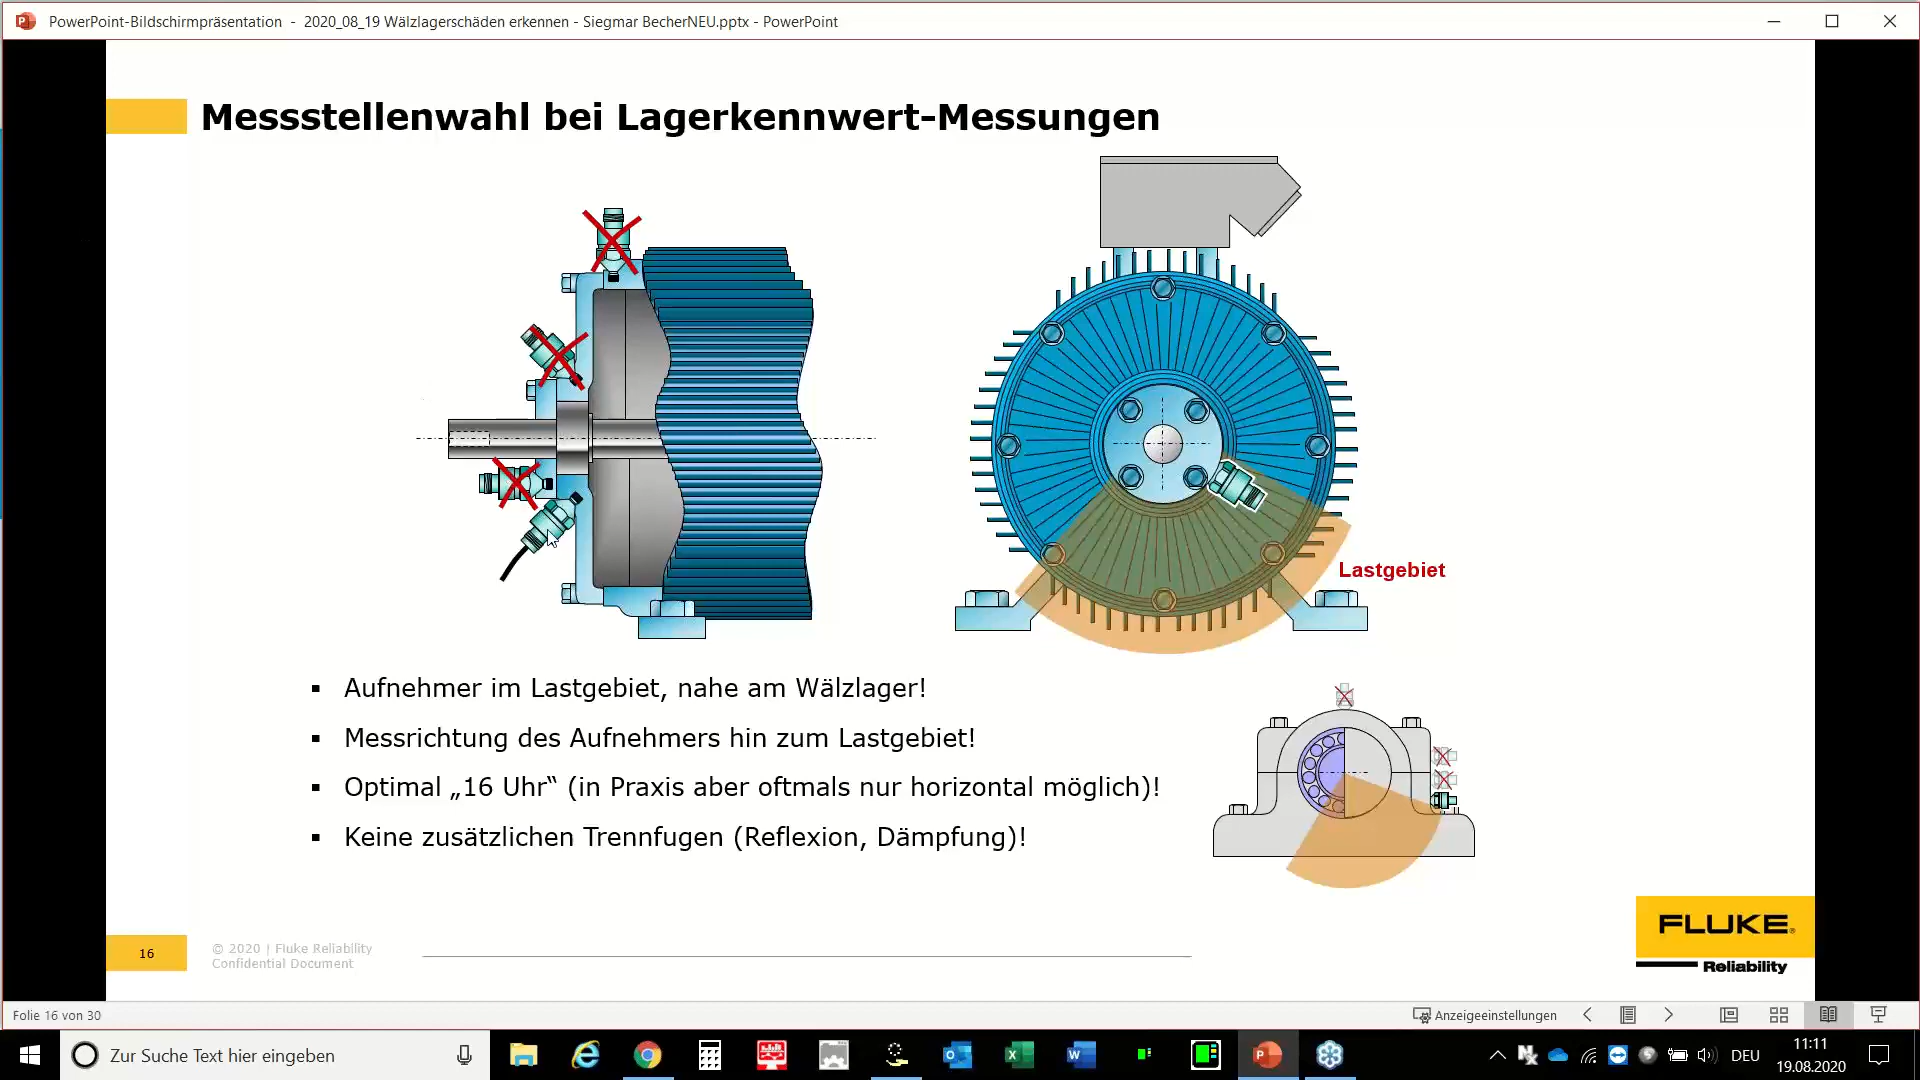 PowerPoint-Bildschirmpräsentation - 2020_08_19 Wälzlagerschäden erkennen - Siegmar BecherNEU.pptx - PowerPoint
Messstellenwahl bei Lagerkennwert-Messungen
Lastgebiet
▪ Aufnehmer im Lastgebiet, nahe am Wälzlager!
▪ Messrichtung des Aufnehmers hin zum Lastgebiet!
▪ Optimal „16 Uhr“ (in Praxis aber oftmals nur horizontal möglich)!
▪ Keine zusätzlichen Trennfugen (Reflexion, Dämpfung)!
16
© 2020 | Fluke Reliability
Confidential Document
FLUKE®
Reliability
Folie 16 von 30
Anzeigeeinstellungen
Zur Suche Text hier eingeben
DEU
11:11
19.08.2020